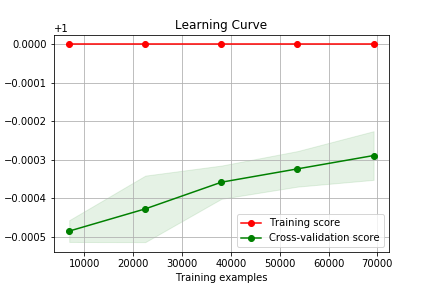 Learning Curve
+1
0.0000
−0.0001
−0.0002
−0.0003
−0.0004
−0.0005
Training score
Cross-validation score
10000 20000 30000 40000 50000 60000 70000
Training examples